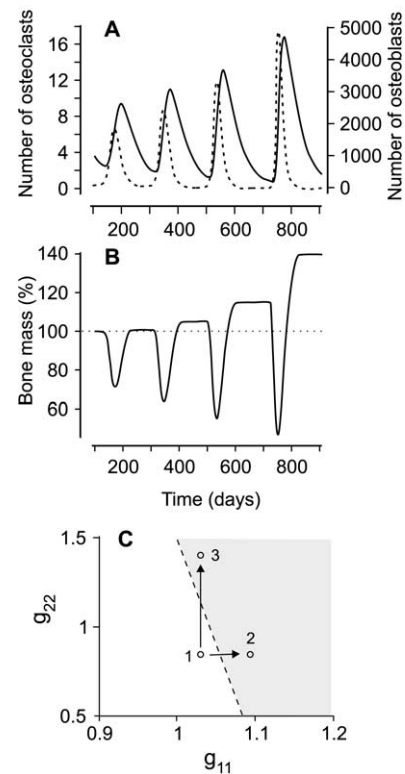 A
Number of osteoclasts
16
12
8
4
0
Number of osteoblasts
5000
4000
3000
2000
1000
0
200 400 600 800
B
Bone mass (%)
140
120
100
80
60
200 400 600 800
Time (days)
C
g22
1.5
1
0.5
3
2
1
0.9 1 1.1 1.2
g11